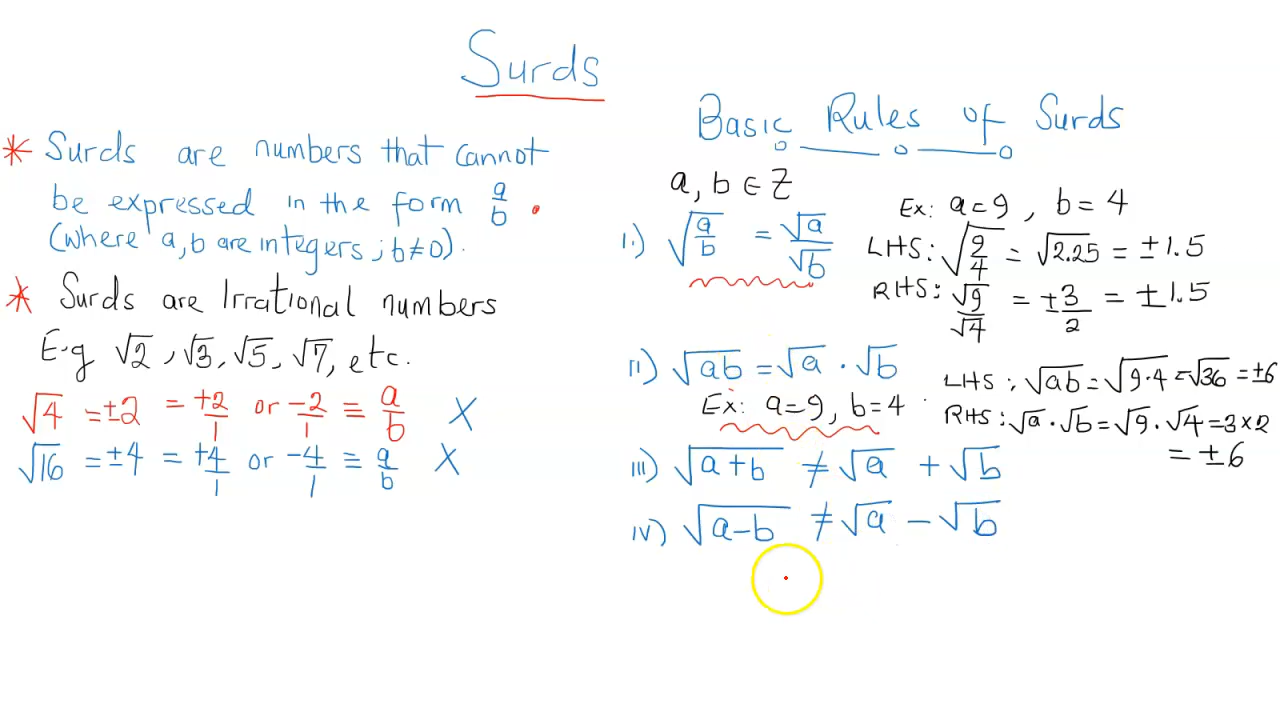 Surds
* Surds are numbers that cannot
be expressed in the form a/b .
(where a, b are integers ; b≠0).
* Surds are Irrational numbers
E.g √2 , √3, √5, √7, etc.
√4 = ±2 = +2/1 or -2/1 ≡ a/b X
√16 = ±4 = +4/1 or -4/1 ≡ a/b X
Basic Rules of Surds
a, b ∈ Z
i.) √(a/b) = √a/√b
Ex: a=9 , b=4
LHS: √(9/4) = √2.25 = ±1.5
RHS: √9/√4 = ±3/2 = ±1.5
ii) √ab = √a . √b
Ex: a=9, b=4
LHS: √ab = √9·4 = √36 = ±6
RHS: √a . √b = √9 . √4 = 3×2
= ±6
iii) √a+b ≠ √a + √b
iv) √a-b ≠ √a - √b